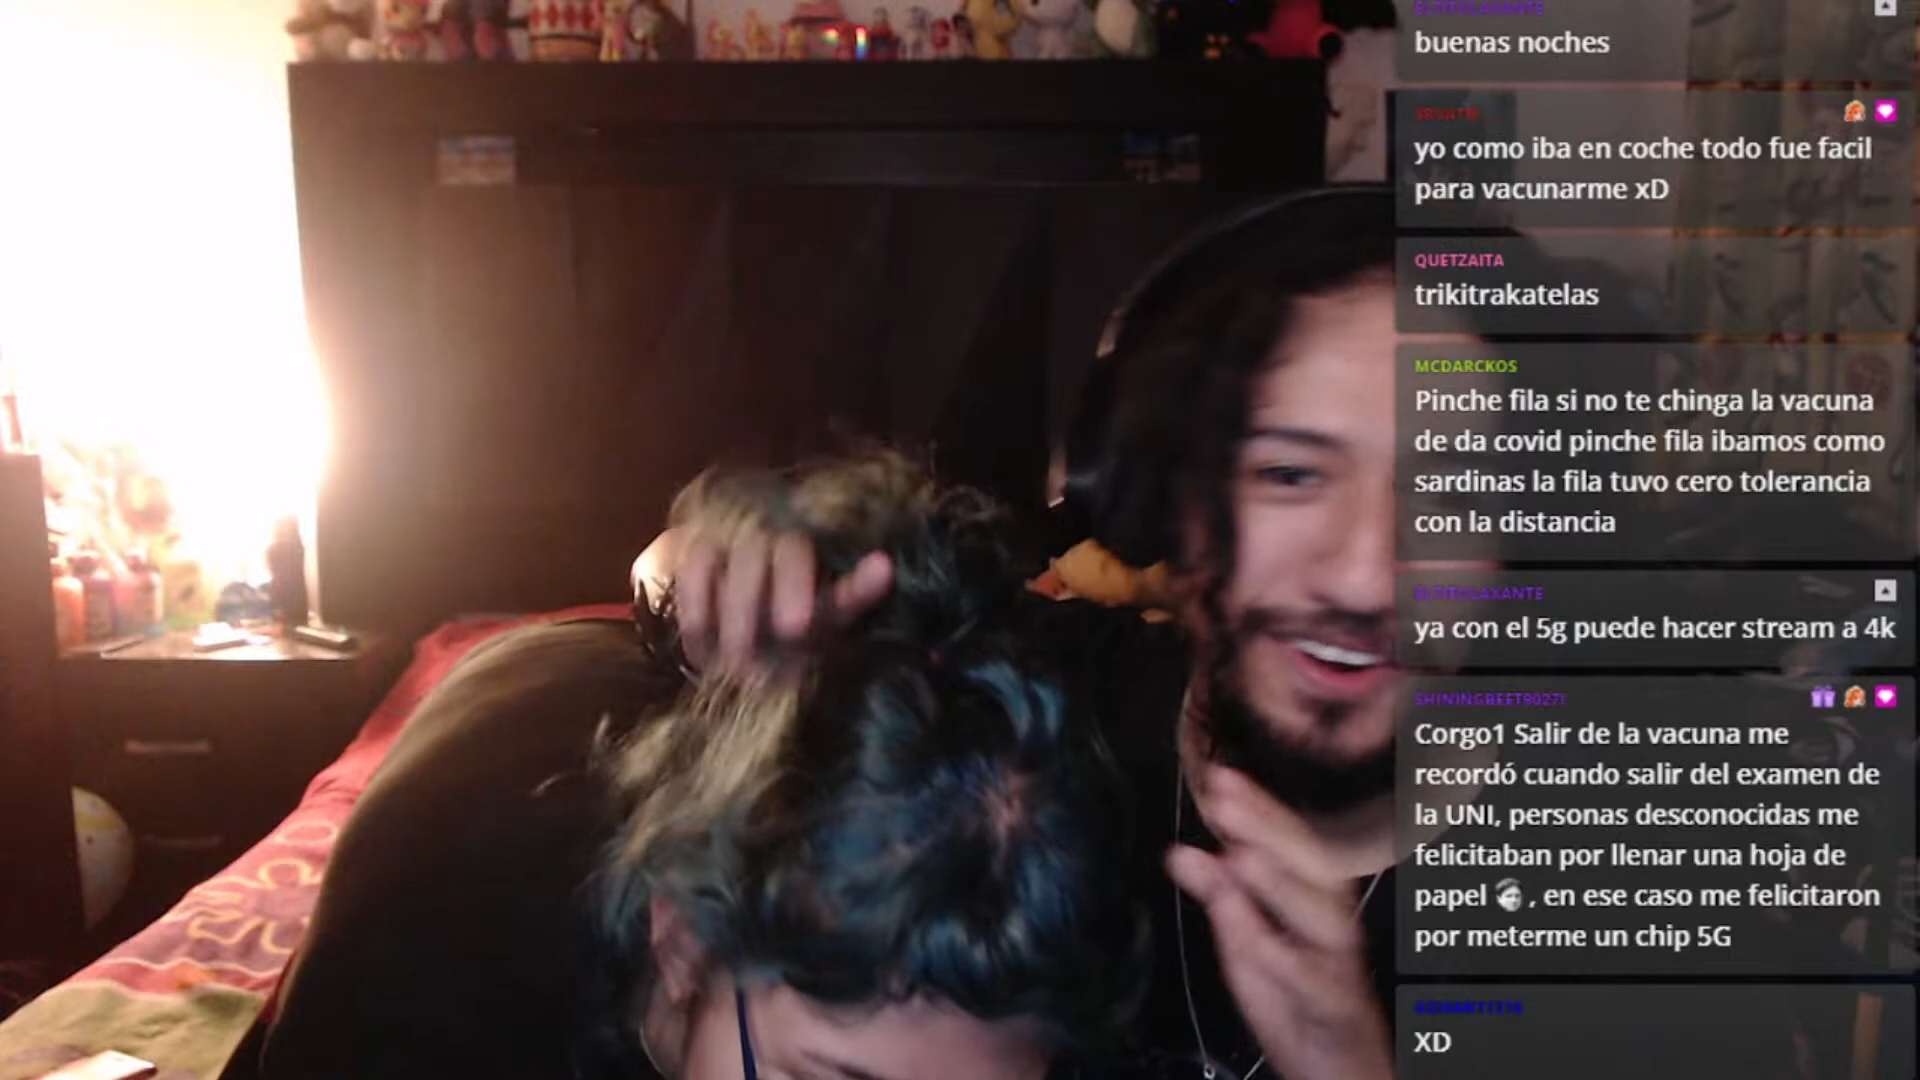 buenas noches
yo como iba en coche todo fue facil
para vacunarme xD
QUETZAITA
trikitrakatelas
MCDARCKOS
Pinche fila si no te chinga la vacuna
de da covid pinche fila ibamos como
sardinas la fila tuvo cero tolerancia
con la distancia
ELTITOLAXANTE
ya con el 5g puede hacer stream a 4k
SHININGBEET90271
Corgo1 Salir de la vacuna me
recordó cuando salir del examen de
la UNI, personas desconocidas me
felicitaban por llenar una hoja de
papel , en ese caso me felicitaron
por meterme un chip 5G
XD